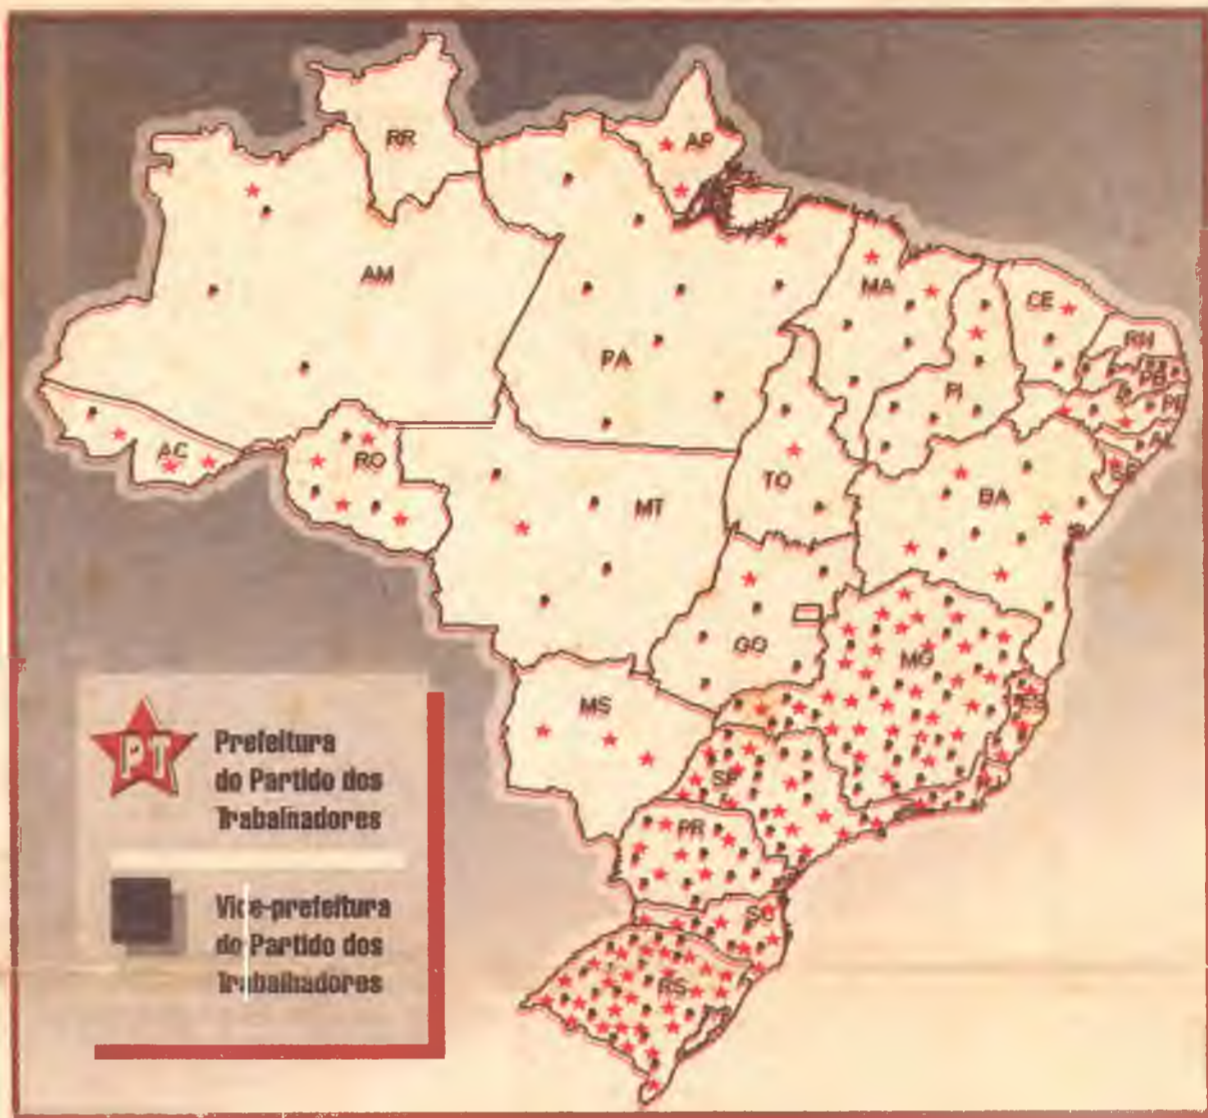 RR
AP
AM
PA
MA
CE
RN
PB
PE
AL
SE
PI
AC
RO
MT
TO
BA
GO
MG
ES
MS
SP
PR
SC
RS
PT
Prefeitura
do Partido dos
Trabalhadores
Vice-prefeitura
do Partido dos
Trabalhadores